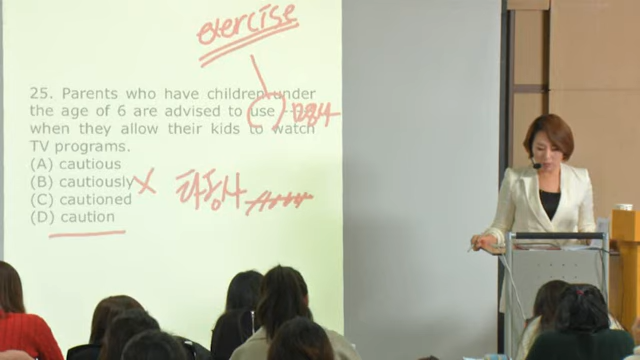 exercise
25. Parents who have children under
the age of 6 are advised to use ---
when they allow their kids to watch
TV programs.
(A) cautious
(B) cautiously X
(C) cautioned
(D) caution
타동사